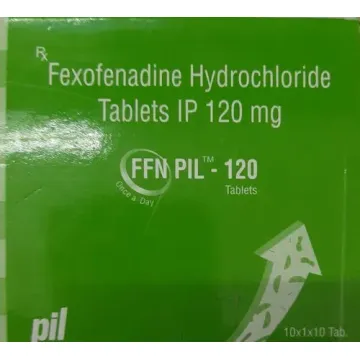 Rx
Fexofenadine Hydrochloride
Tablets IP 120 mg
FFN PIL™ - 120
Once a-Day
Tablets
pil
10x1x10 Tab.